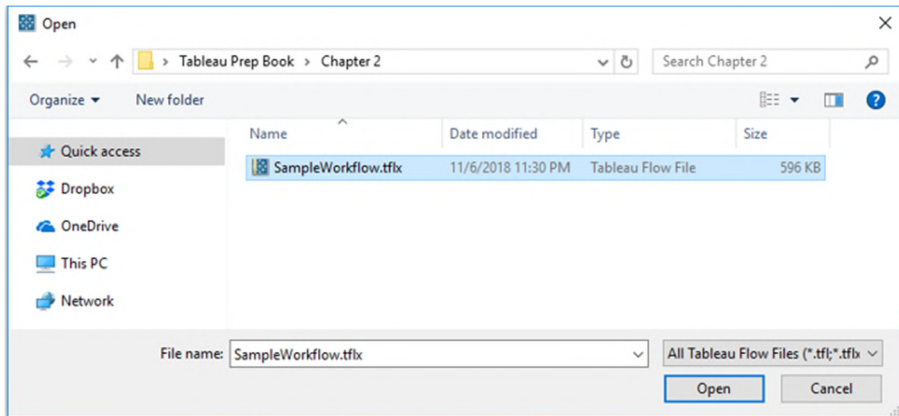 Open
Tableau Prep Book > Chapter 2
Search Chapter 2
Organize New folder
Name Date modified Type Size
Quick access
SampleWorkflow.tflx 11/6/2018 11:30 PM Tableau Flow File 596 KB
Dropbox
OneDrive
This PC
Network
File name: SampleWorkflow.tflx All Tableau Flow Files (*.tfl;*.tflx
Open Cancel